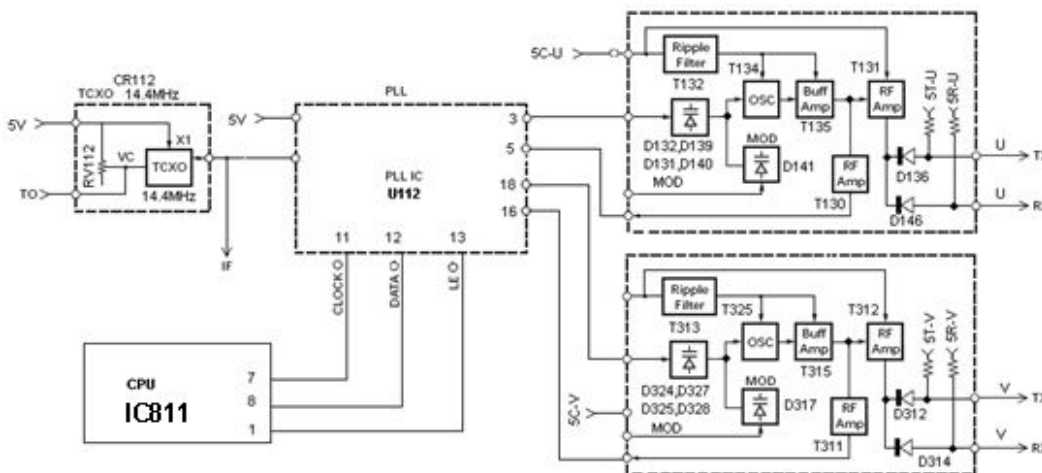 CR112
TCXO 14.4MHz
5V
RV112
VC
X1
TCXO
14.4MHz
TO
IF
PLL
5V
PLL IC
U112
3
5
18
16
11
12
13
CLOCK
DATA
LE
CPU
IC811
7
8
1
5C-U
Ripple
Filter
T132
T134
OSC
Buff
Amp
T135
T131
RF
Amp
5T-U
5R-U
D132,D139
D131,D140
MOD
MOD
D141
RF
Amp
T130
D136
D146
U
U
5C-V
Ripple
Filter
T313
T325
OSC
Buff
Amp
T315
T312
RF
Amp
5T-V
5R-V
D324,D327
D325,D328
MOD
MOD
D317
RF
Amp
T311
D312
D314
V
V